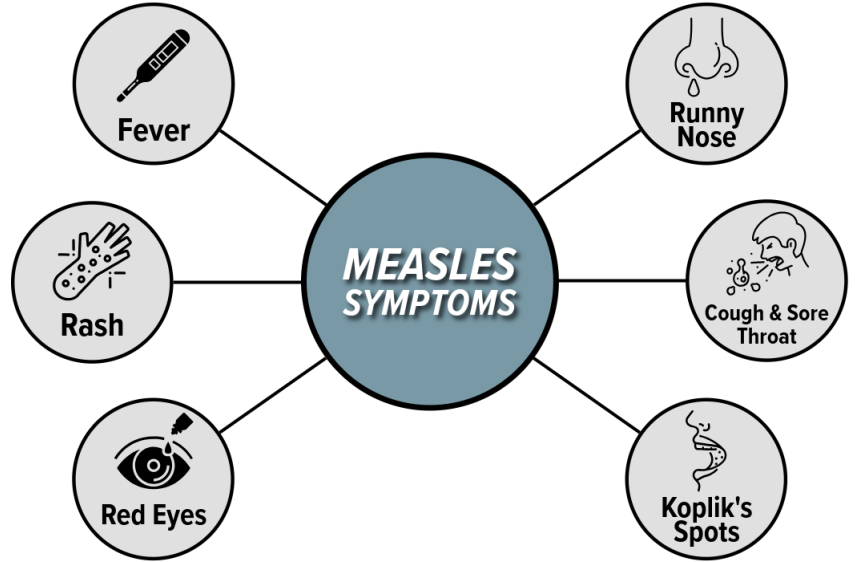 Fever
Runny
Nose
MEASLES
SYMPTOMS
Rash
Cough & Sore
Throat
Red Eyes
Koplik's
Spots